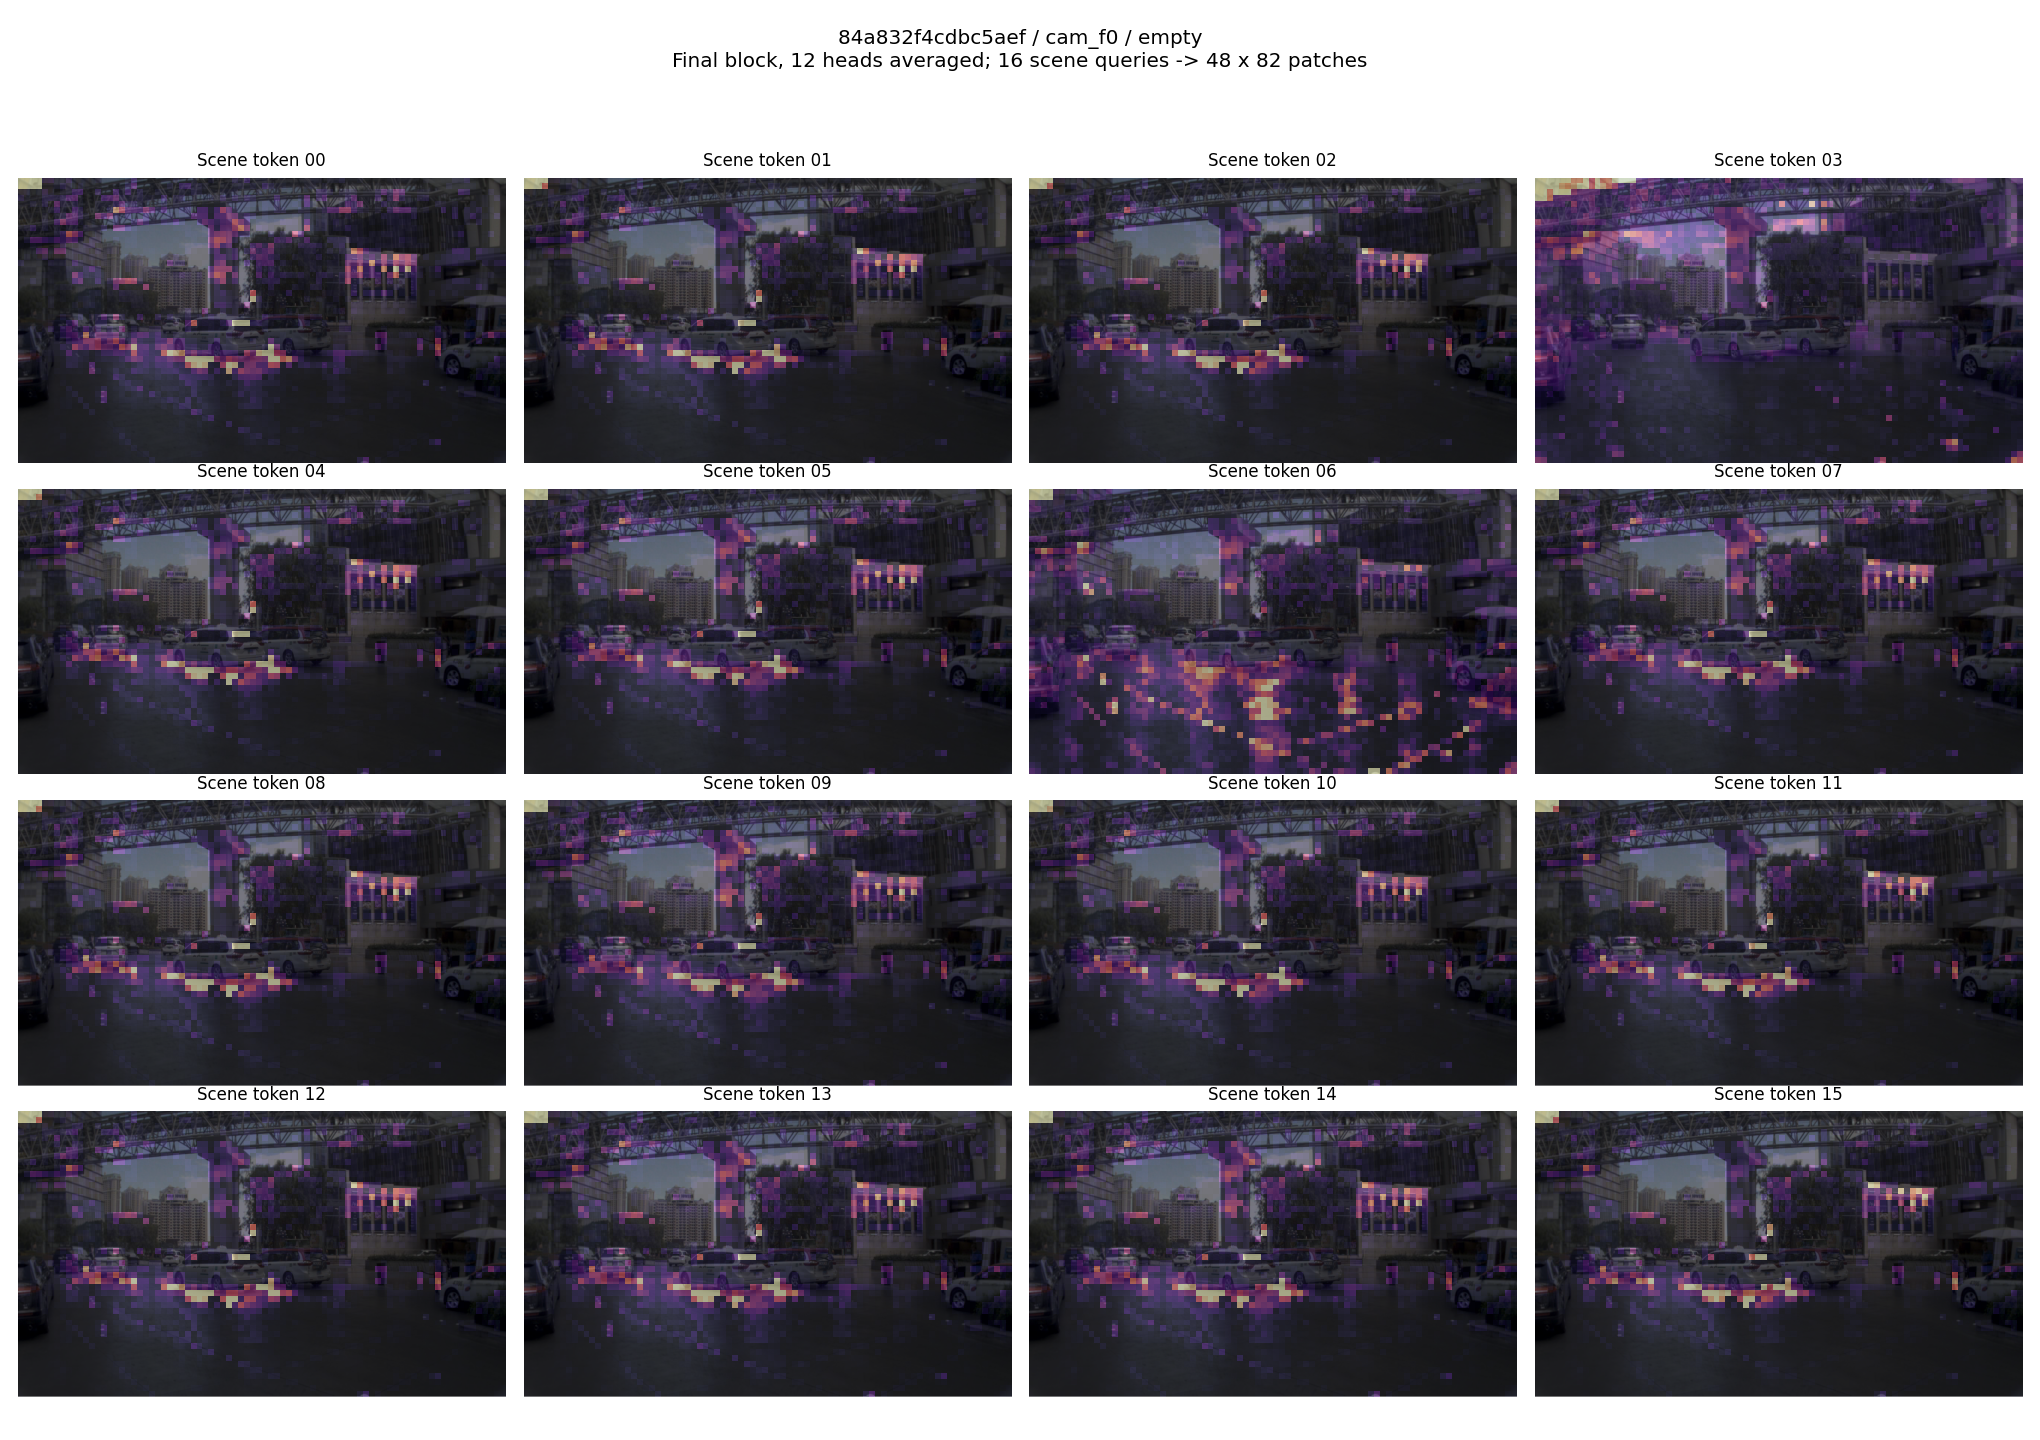 84a832f4cdbc5aef / cam_f0 / empty
Final block, 12 heads averaged; 16 scene queries -> 48 x 82 patches
Scene token 00
Scene token 01
Scene token 02
Scene token 03
Scene token 04
Scene token 05
Scene token 06
Scene token 07
Scene token 08
Scene token 09
Scene token 10
Scene token 11
Scene token 12
Scene token 13
Scene token 14
Scene token 15